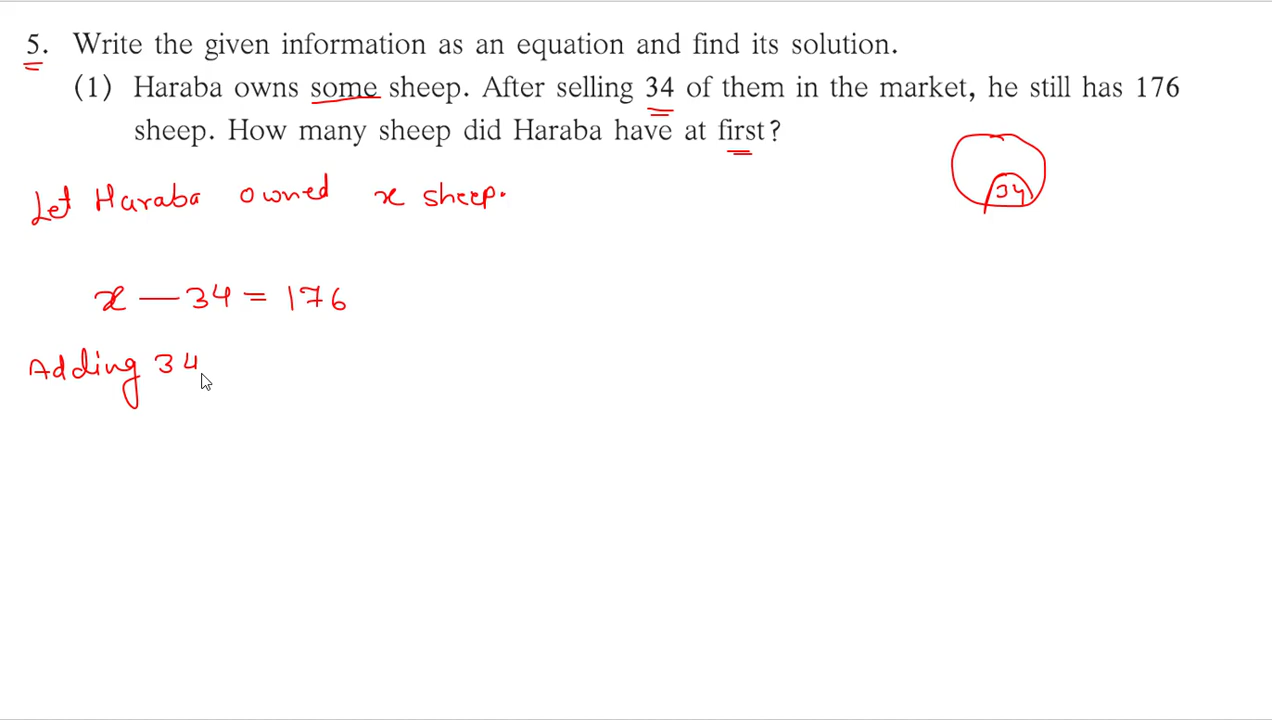 5. Write the given information as an equation and find its solution.
(1) Haraba owns some sheep. After selling 34 of them in the market, he still has 176
sheep. How many sheep did Haraba have at first?
34
Let Haraba owned x sheep.
x — 34 = 176
Adding 34